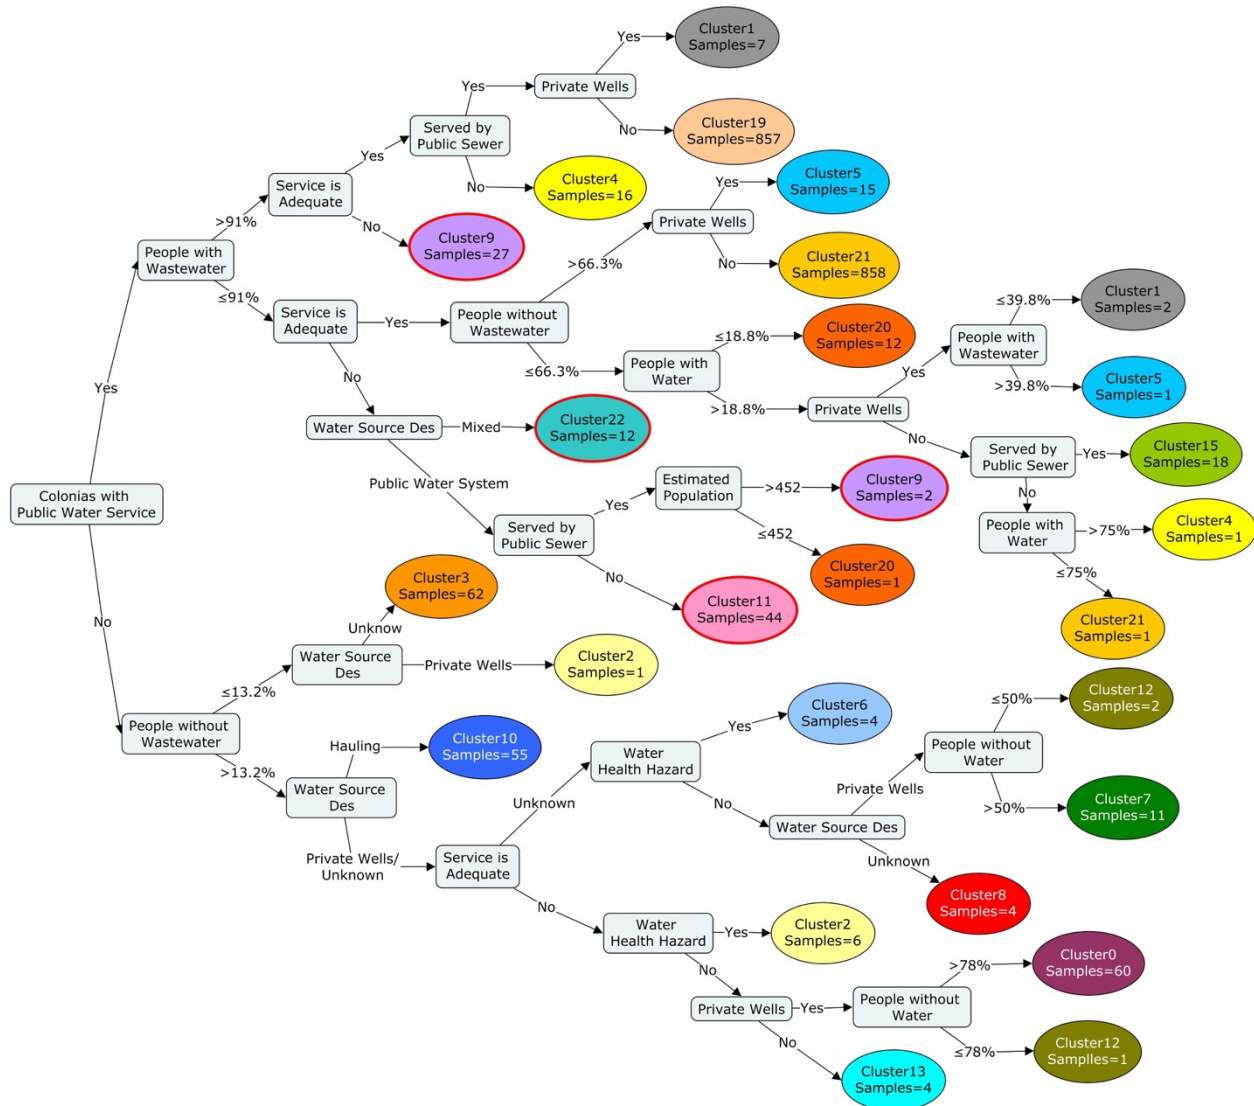 Cluster1
Samples=7
Yes
Private Wells
Yes
No
Cluster19
Samples=857
Served by
Public Sewer
Yes
No
Cluster4
Samples=16
Service is
Adequate
>91%
No
Cluster9
Samples=27
People with
Wastewater
≤91%
Service is
Adequate
Yes
People without
Wastewater
>66.3%
Private Wells
Yes
Cluster5
Samples=15
No
Cluster21
Samples=858
≤66.3%
People with
Water
≤18.8%
Cluster20
Samples=12
>18.8%
Private Wells
Yes
People with
Wastewater
≤39.8%
Cluster1
Samples=2
>39.8%
Cluster5
Samples=1
No
Served by
Public Sewer
Yes
Cluster15
Samples=18
No
People with
Water
>75%
Cluster4
Samples=1
≤75%
Cluster21
Samples=1
No
Water Source Des
Mixed
Cluster22
Samples=12
Public Water System
Served by
Public Sewer
Yes
Estimated
Population
>452
Cluster9
Samples=2
≤452
Cluster20
Samples=1
No
Cluster11
Samples=44
Yes
Colonias with
Public Water Service
No
People without
Wastewater
≤13.2%
Water Source
Des
Unknow
Cluster3
Samples=62
Private Wells
Cluster2
Samples=1
>13.2%
Water Source
Des
Hauling
Cluster10
Samples=55
Private Wells/
Unknown
Service is
Adequate
Unknown
Water
Health Hazard
Yes
Cluster6
Samples=4
No
Water Source Des
Private Wells
People without
Water
≤50%
Cluster12
Samples=2
>50%
Cluster7
Samples=11
Unknown
Cluster8
Samples=4
No
Water
Health Hazard
Yes
Cluster2
Samples=6
No
Private Wells
Yes
People without
Water
>78%
Cluster0
Samples=60
≤78%
Cluster12
Samplles=1
No
Cluster13
Samples=4